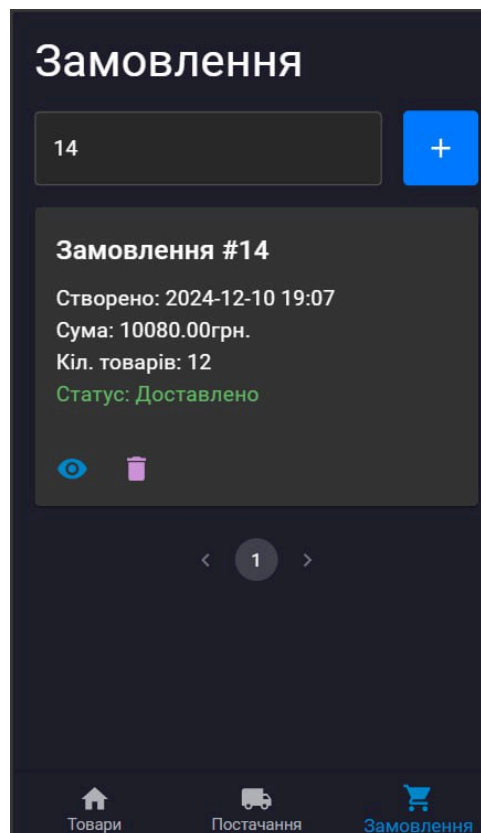 Замовлення
14
+
Замовлення #14
Створено: 2024-12-10 19:07
Сума: 10080.00грн.
Кіл. товарів: 12
Статус: Доставлено
1
Товари
Постачання
Замовлення